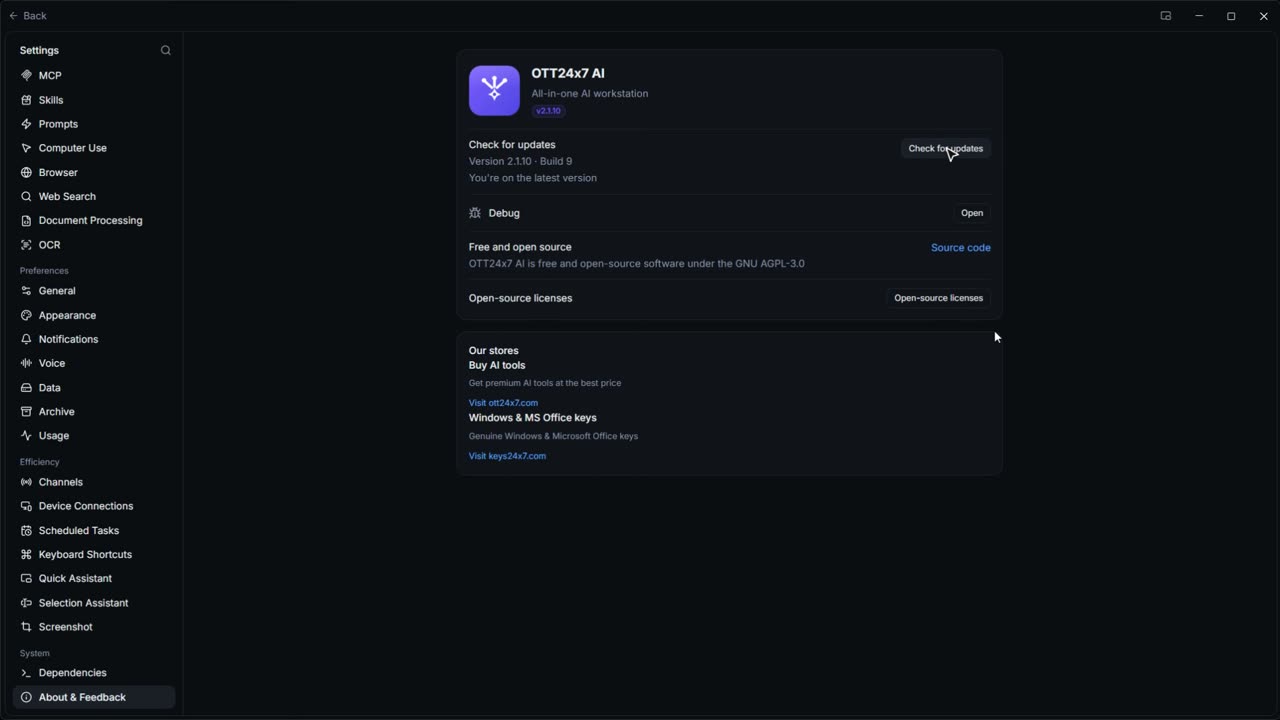 Back
Settings
MCP
Skills
Prompts
Computer Use
Browser
Web Search
Document Processing
OCR
Preferences
General
Appearance
Notifications
Voice
Data
Archive
Usage
Efficiency
Channels
Device Connections
Scheduled Tasks
Keyboard Shortcuts
Quick Assistant
Selection Assistant
Screenshot
System
Dependencies
About & Feedback
OTT24x7 AI
All-in-one AI workstation
v2.1.10
Check for updates
Check for updates
Version 2.1.10 · Build 9
You're on the latest version
Debug
Open
Free and open source
Source code
OTT24x7 AI is free and open-source software under the GNU AGPL-3.0
Open-source licenses
Open-source licenses
Our stores
Buy AI tools
Get premium AI tools at the best price
Visit ott24x7.com
Windows & MS Office keys
Genuine Windows & Microsoft Office keys
Visit keys24x7.com